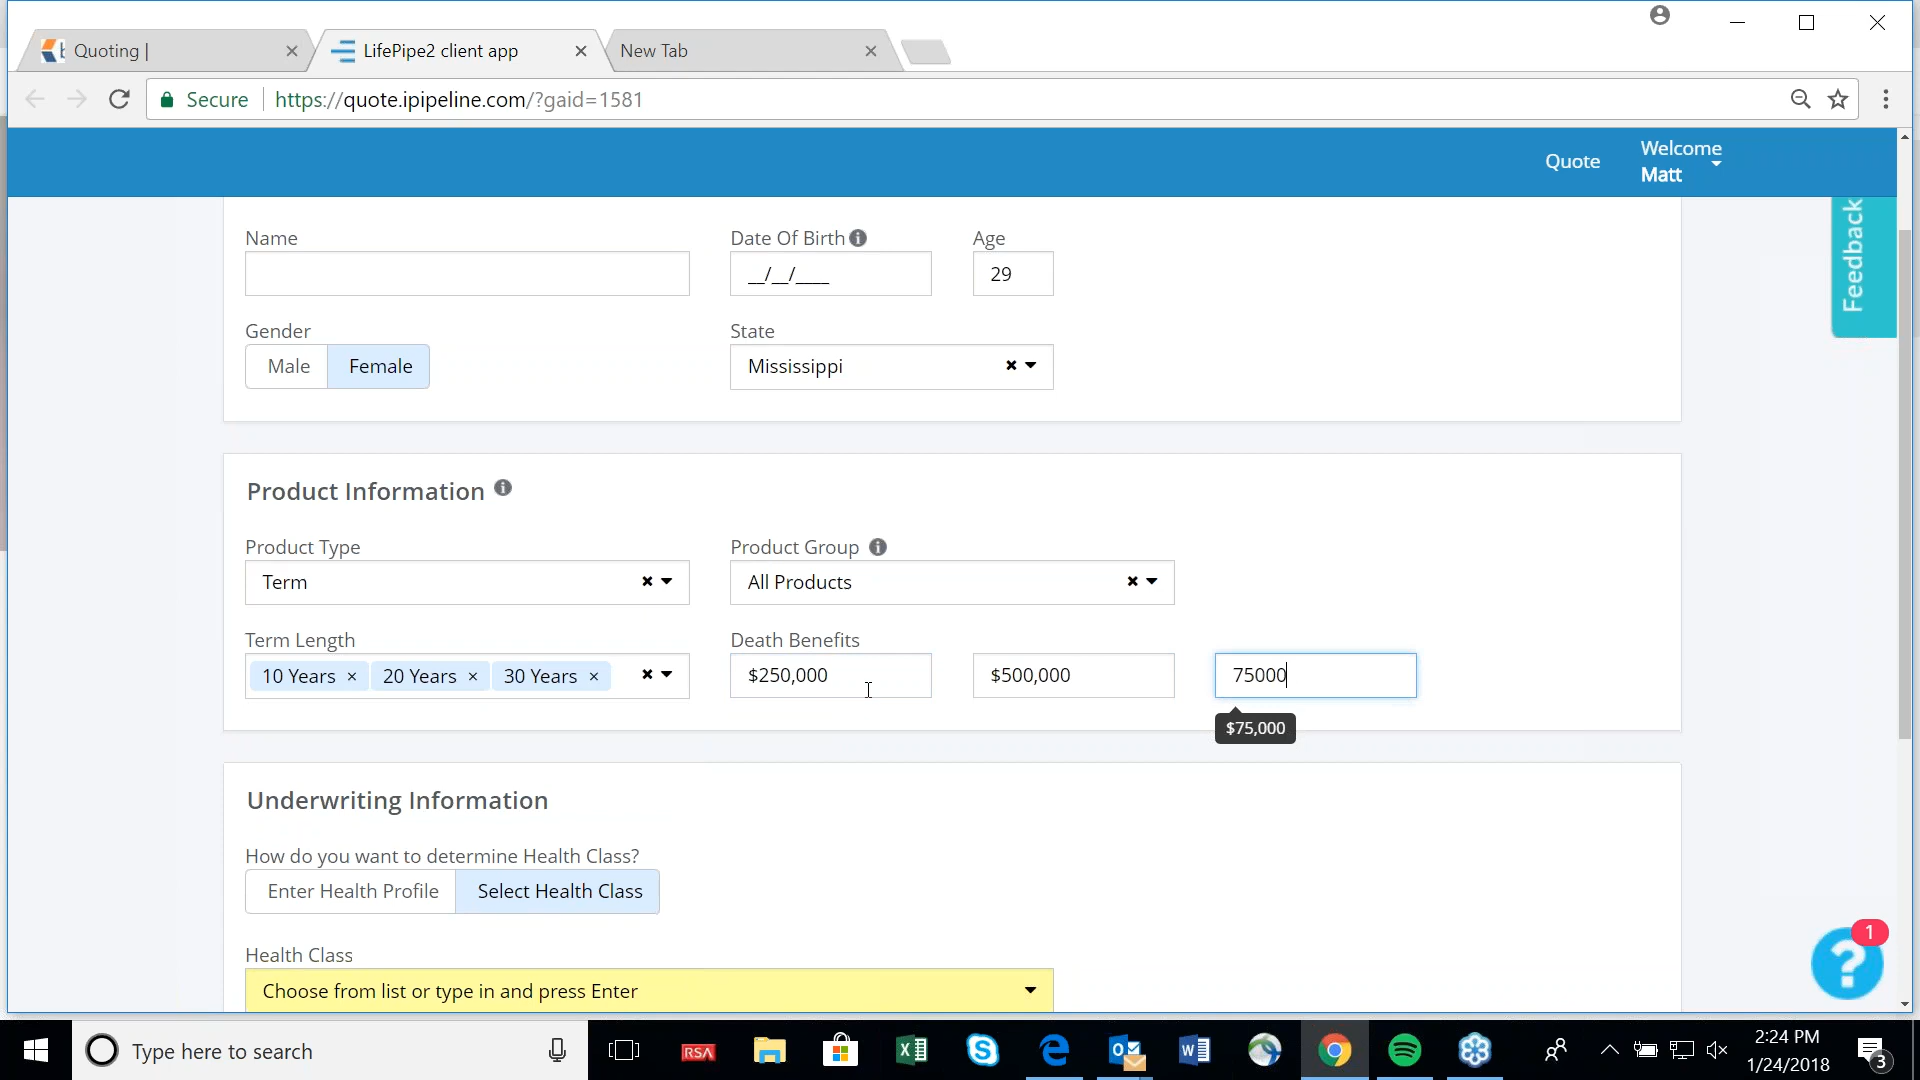 Quoting |
LifePipe2 client app
New Tab
Secure
https://quote.ipipeline.com/?gaid=1581
Quote
Welcome
Matt
Feedback
Name
Date Of Birth
Age
__/__/____
29
Gender
State
Male
Female
Mississippi
Product Information
Product Type
Product Group
Term
All Products
Term Length
Death Benefits
10 Years ×
20 Years ×
30 Years ×
$250,000
$500,000
75000
$75,000
Underwriting Information
How do you want to determine Health Class?
Enter Health Profile
Select Health Class
Health Class
Choose from list or type in and press Enter
1
?
Type here to search
RSA
2:24 PM
1/24/2018
3